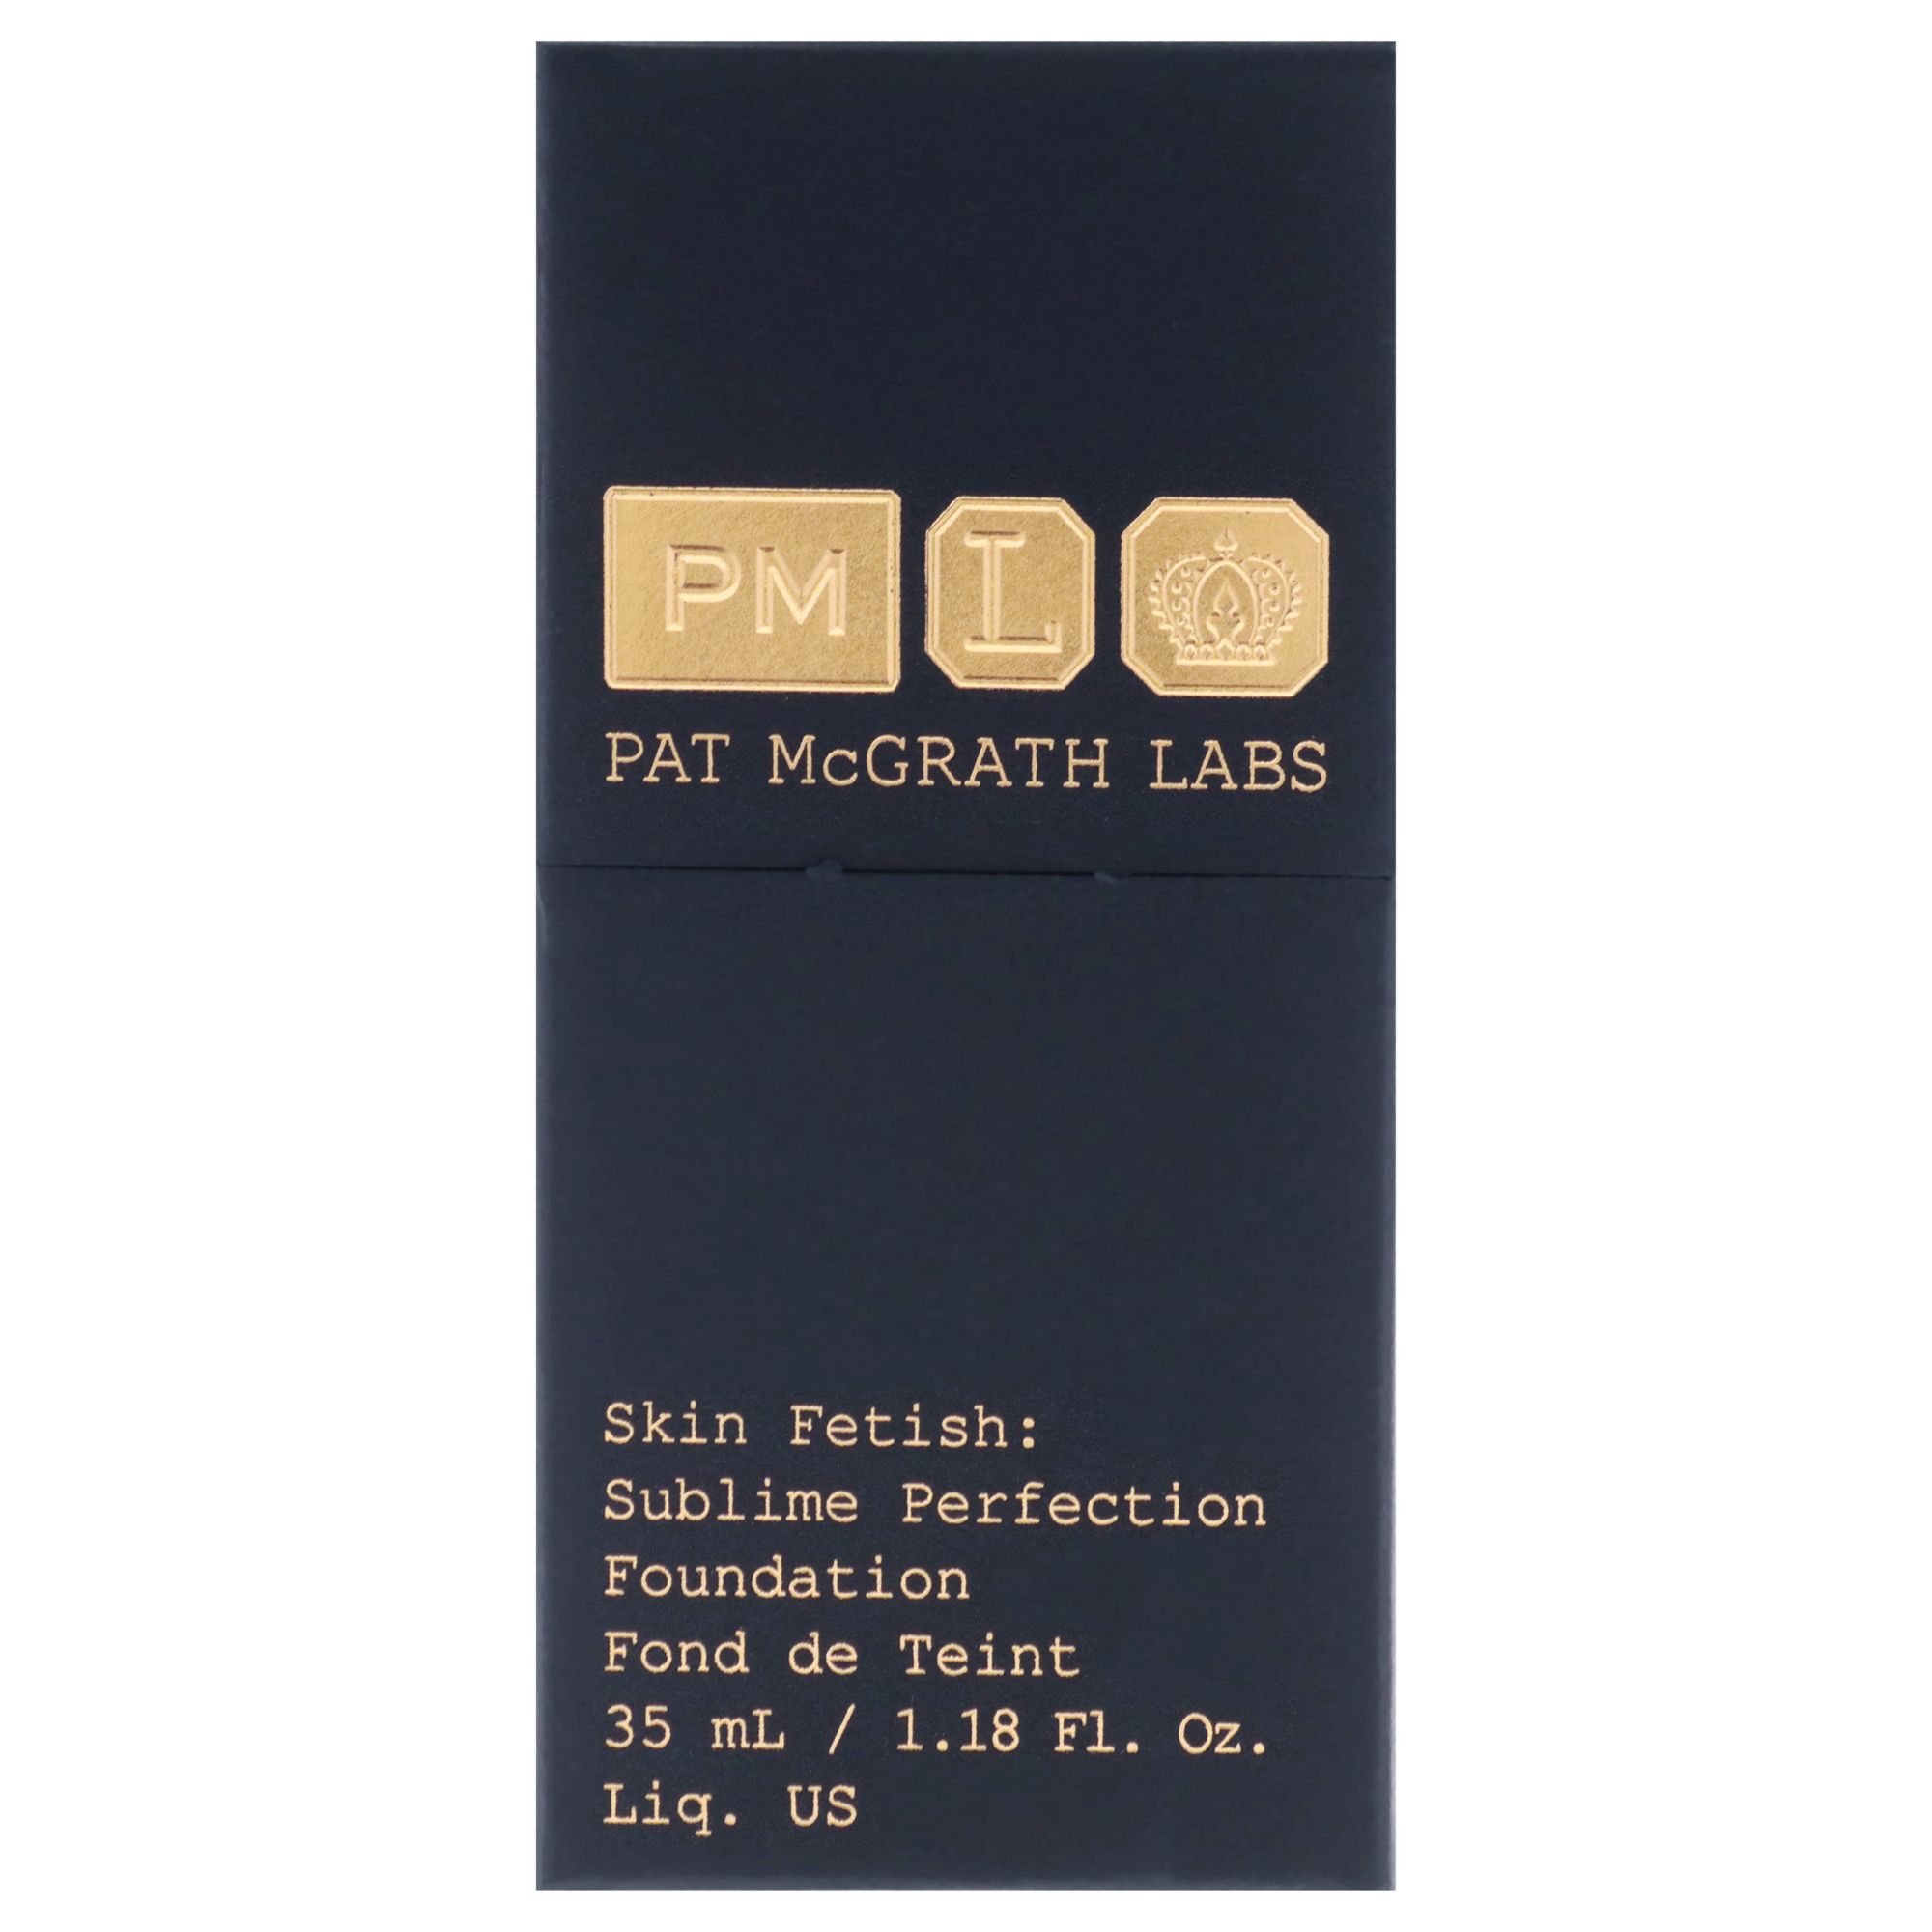 PM L
PAT McGRATH LABS
Skin Fetish:
Sublime Perfection
Foundation
Fond de Teint
35 mL / 1.18 Fl. Oz.
Liq. US